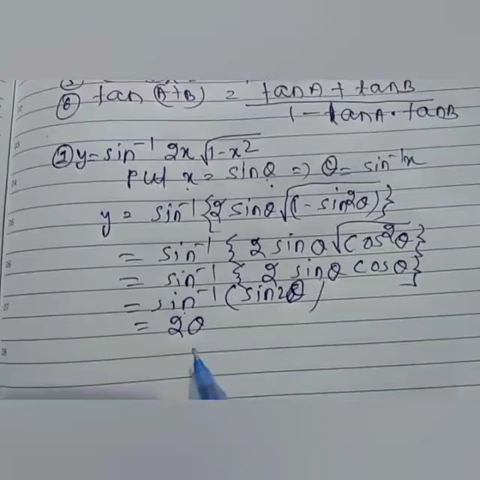 ⑥ tan (A+B) = tanA + tanB / 1 - tanA . tanB
② y = sin⁻¹ 2x √1-x²
Put x = sinθ => θ = sin⁻¹x
y = sin⁻¹ {2 sinθ √(1 - sin²θ)}
= sin⁻¹ { 2 sinθ √cos²θ }
= sin⁻¹ { 2 sinθ cosθ }
= sin⁻¹ (sin2θ)
= 2θ